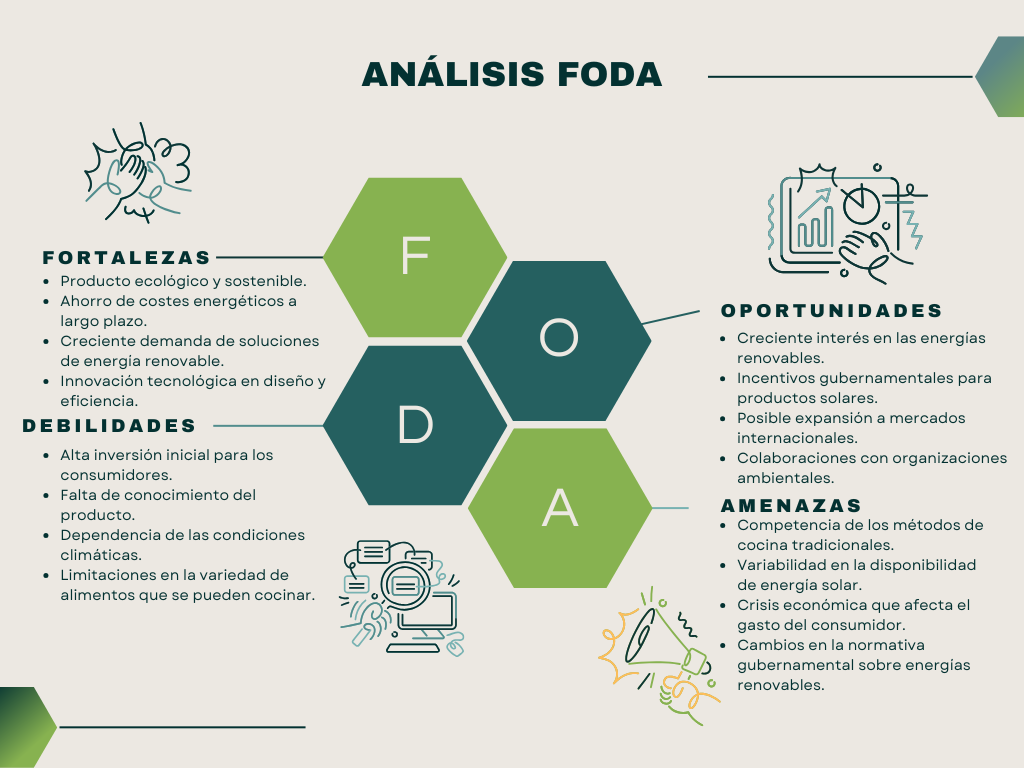 ANÁLISIS FODA
F
O
D
A
FORTALEZAS
Producto ecológico y sostenible.
Ahorro de costes energéticos a
largo plazo.
Creciente demanda de soluciones
de energía renovable.
Innovación tecnológica en diseño y
eficiencia.
DEBILIDADES
Alta inversión inicial para los
consumidores.
Falta de conocimiento del
producto.
Dependencia de las condiciones
climáticas.
Limitaciones en la variedad de
alimentos que se pueden cocinar.
OPORTUNIDADES
Creciente interés en las energías
renovables.
Incentivos gubernamentales para
productos solares.
Posible expansión a mercados
internacionales.
Colaboraciones con organizaciones
ambientales.
AMENAZAS
Competencia de los métodos de
cocina tradicionales.
Variabilidad en la disponibilidad
de energía solar.
Crisis económica que afecta el
gasto del consumidor.
Cambios en la normativa
gubernamental sobre energías
renovables.